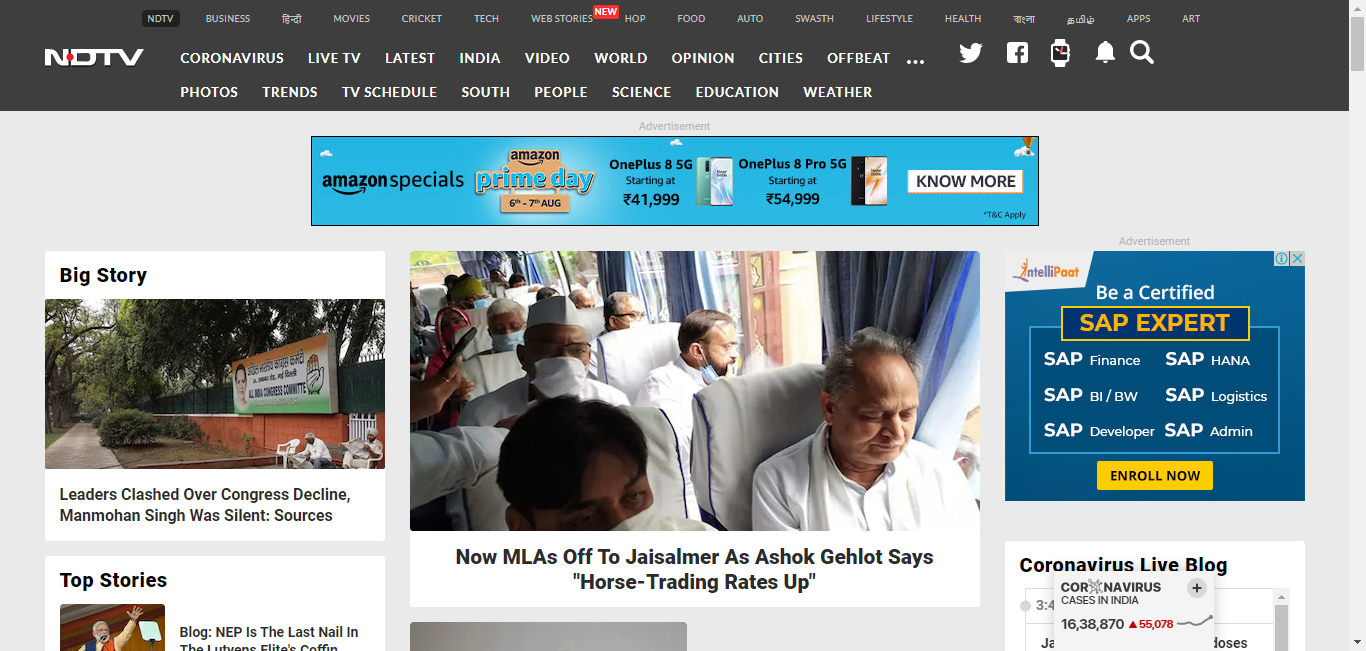 NDTV BUSINESS हिन्दी MOVIES CRICKET TECH WEB STORIES NEW HOP FOOD AUTO SWASTH LIFESTYLE HEALTH বাংলা தமிழ் APPS ART
NDTV
CORONAVIRUS LIVE TV LATEST INDIA VIDEO WORLD OPINION CITIES OFFBEAT ...
PHOTOS TRENDS TV SCHEDULE SOUTH PEOPLE SCIENCE EDUCATION WEATHER
Advertisement
amazon specials
amazon
prime day
6th - 7th AUG
OnePlus 8 5G
Starting at
₹41,999
OnePlus 8 Pro 5G
Starting at
₹54,999
KNOW MORE
*T&C Apply
Big Story
ALL INDIA CONGRESS COMMITTEE
Leaders Clashed Over Congress Decline,
Manmohan Singh Was Silent: Sources
Top Stories
Blog: NEP Is The Last Nail In
The Lutyens Elite's Coffin
Now MLAs Off To Jaisalmer As Ashok Gehlot Says
"Horse-Trading Rates Up"
Advertisement
IntelliPaat
Be a Certified
SAP EXPERT
SAP Finance SAP HANA
SAP BI / BW SAP Logistics
SAP Developer SAP Admin
ENROLL NOW
Coronavirus Live Blog
3:4
CORONAVIRUS
CASES IN INDIA
16,38,870 ▲55,078
Ja
doses